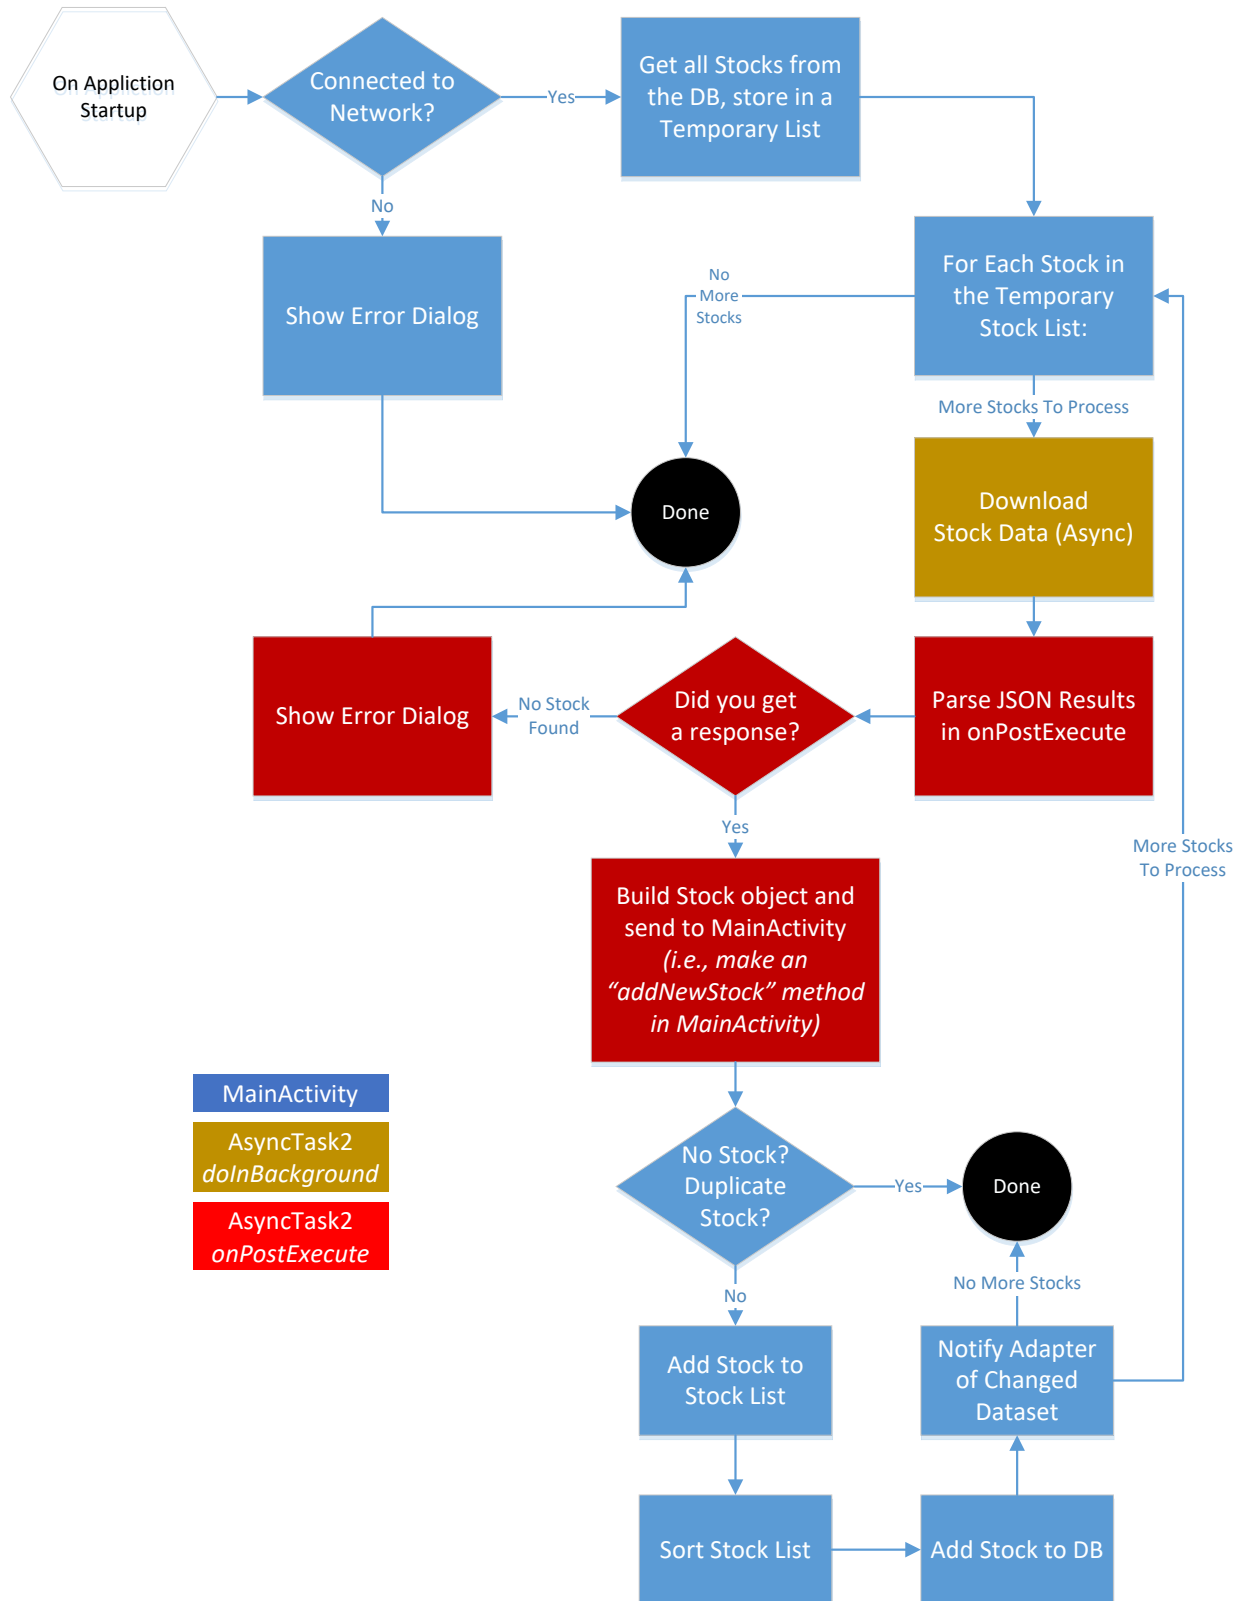 On Appliction
Startup
Connected to
Network?
Yes
Get all Stocks from
the DB, store in a
Temporary List
No
Show Error Dialog
For Each Stock in
the Temporary
Stock List:
No
More
Stocks
More Stocks To Process
Done
Download
Stock Data (Async)
Show Error Dialog
No Stock
Found
Did you get
a response?
Parse JSON Results
in onPostExecute
Yes
More Stocks
To Process
Build Stock object and
send to MainActivity
(i.e., make an
“addNewStock” method
in MainActivity)
MainActivity
AsyncTask2
doInBackground
AsyncTask2
onPostExecute
No Stock?
Duplicate
Stock?
Yes
Done
No
No More Stocks
Add Stock to
Stock List
Notify Adapter
of Changed
Dataset
Sort Stock List
Add Stock to DB